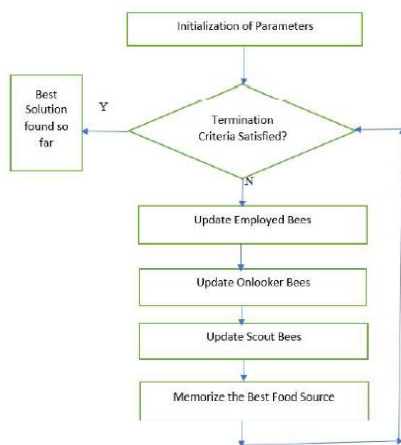 Initialization of Parameters
Best
Solution
found so
far
Y
Termination
Criteria Satisfied?
N
Update Employed Bees
Update Onlooker Bees
Update Scout Bees
Memorize the Best Food Source